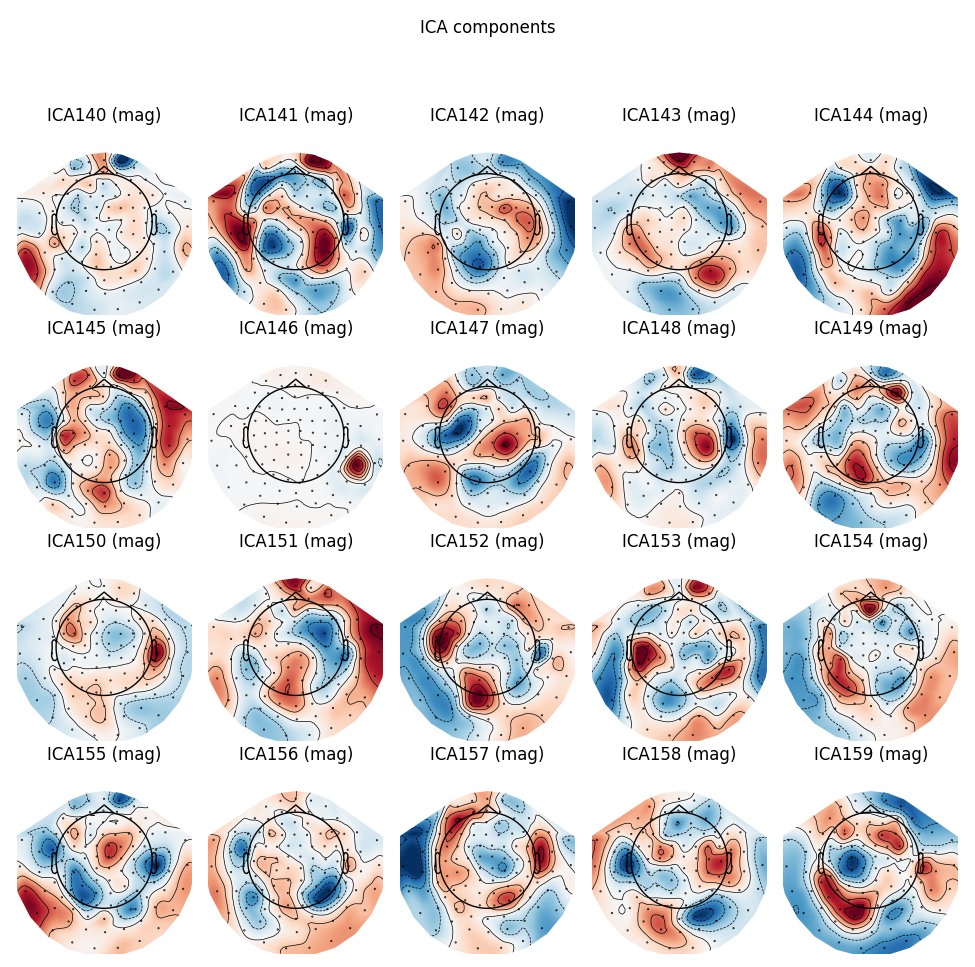 ICA components
ICA140 (mag) ICA141 (mag) ICA142 (mag) ICA143 (mag) ICA144 (mag)
ICA145 (mag) ICA146 (mag) ICA147 (mag) ICA148 (mag) ICA149 (mag)
ICA150 (mag) ICA151 (mag) ICA152 (mag) ICA153 (mag) ICA154 (mag)
ICA155 (mag) ICA156 (mag) ICA157 (mag) ICA158 (mag) ICA159 (mag)